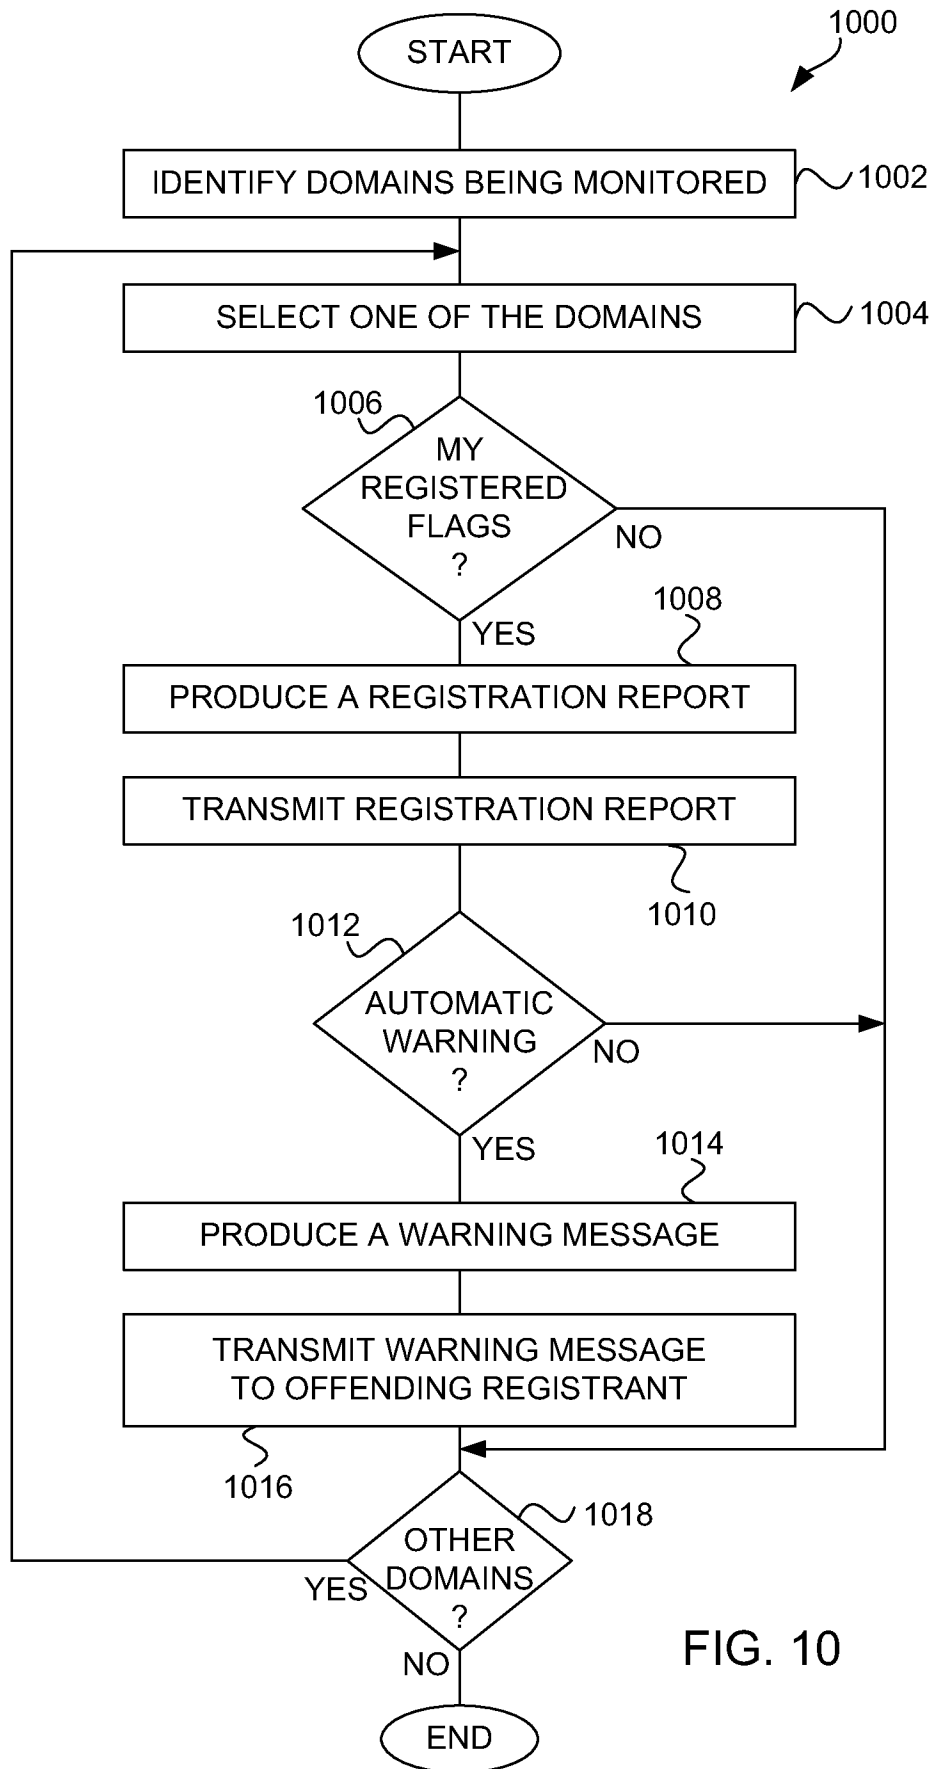 START
1000
IDENTIFY DOMAINS BEING MONITORED
1002
SELECT ONE OF THE DOMAINS
1004
1006
MY
REGISTERED
FLAGS
?
NO
YES
1008
PRODUCE A REGISTRATION REPORT
TRANSMIT REGISTRATION REPORT
1010
1012
AUTOMATIC
WARNING
?
NO
YES
1014
PRODUCE A WARNING MESSAGE
TRANSMIT WARNING MESSAGE
TO OFFENDING REGISTRANT
1016
1018
OTHER
DOMAINS
?
YES
NO
END
FIG. 10